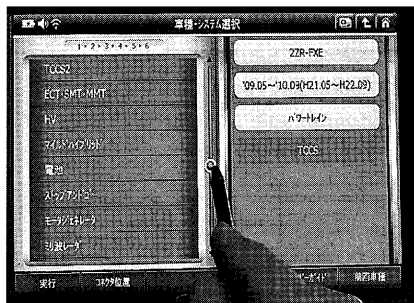 車種・システム選択
1・2・3・4・5・6
TCCS2
ECT・SMT・MMT
HV
マイルドハイブリッド
電池
ストップアンドゴー
モータジェネレータ
ミリ波レーダ
2ZR-FXE
'09.05～'10.09(H21.05～H22.09)
パワートレイン
TCCS
実行
コネクタ位置
前回車種